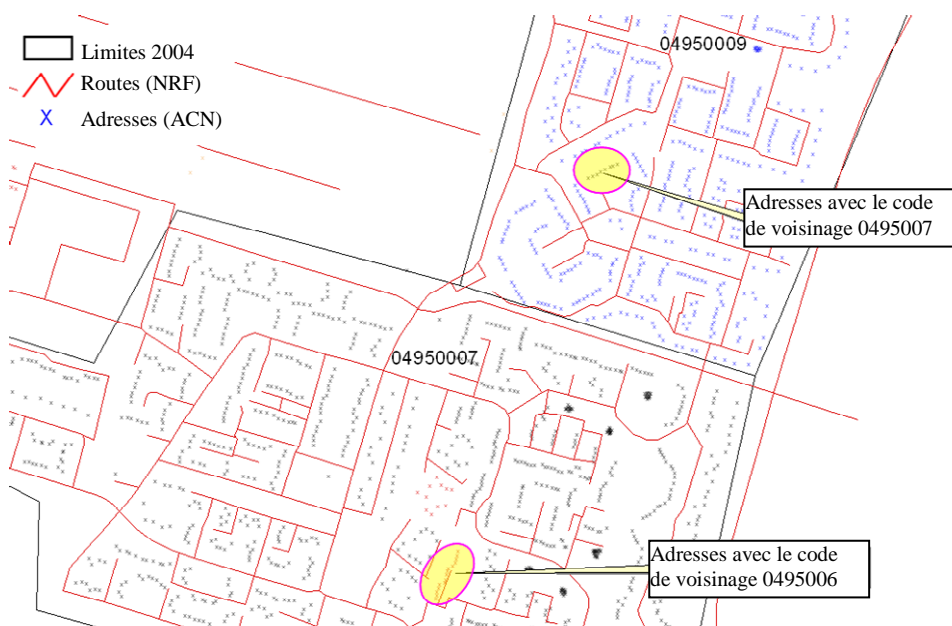 Limites 2004
Routes (NRF)
X Adresses (ACN)
04950009
Adresses avec le code
de voisinage 0495007
04950007
Adresses avec le code
de voisinage 0495006